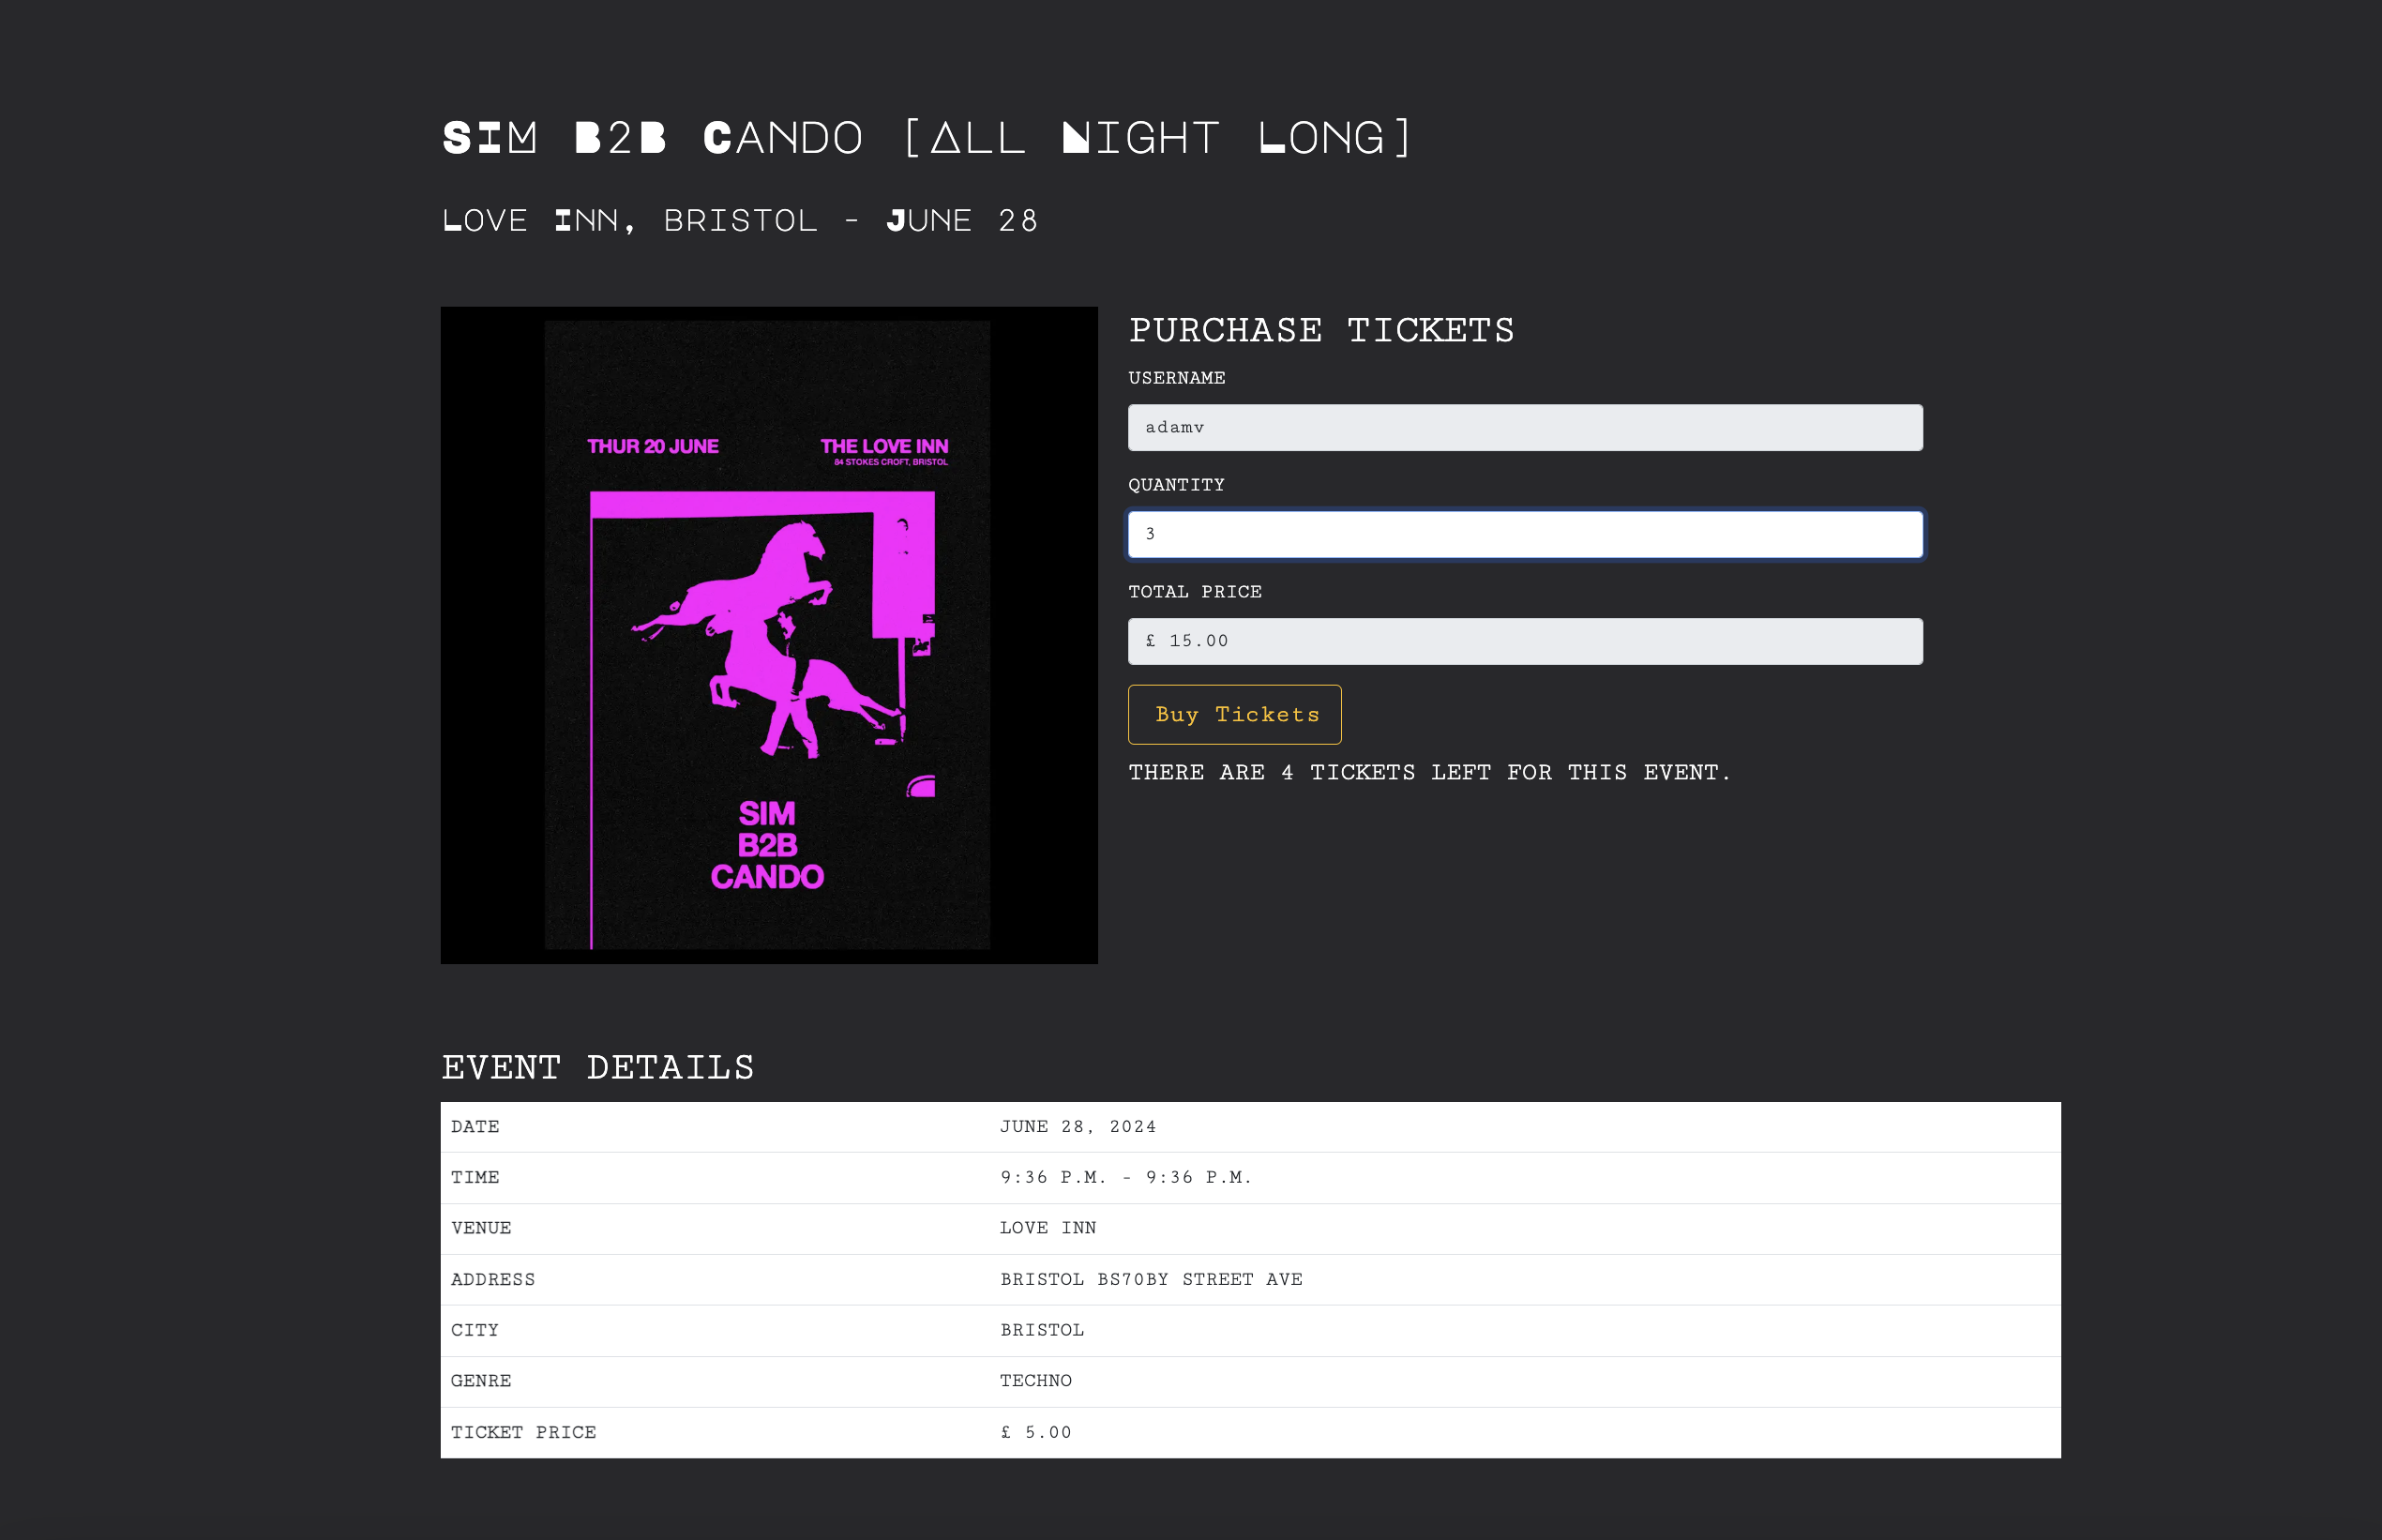 Sim B2B Cando [All Night Long]
Love Inn, BRISTOL - June 28
THUR 20 JUNE
THE LOVE INN
84 STOKES CROFT, BRISTOL
SIM
B2B
CANDO
PURCHASE TICKETS
USERNAME
adamv
QUANTITY
3
TOTAL PRICE
£ 15.00
Buy Tickets
THERE ARE 4 TICKETS LEFT FOR THIS EVENT.
EVENT DETAILS
DATE JUNE 28, 2024
TIME 9:36 P.M. - 9:36 P.M.
VENUE LOVE INN
ADDRESS BRISTOL BS70BY STREET AVE
CITY BRISTOL
GENRE TECHNO
TICKET PRICE £ 5.00